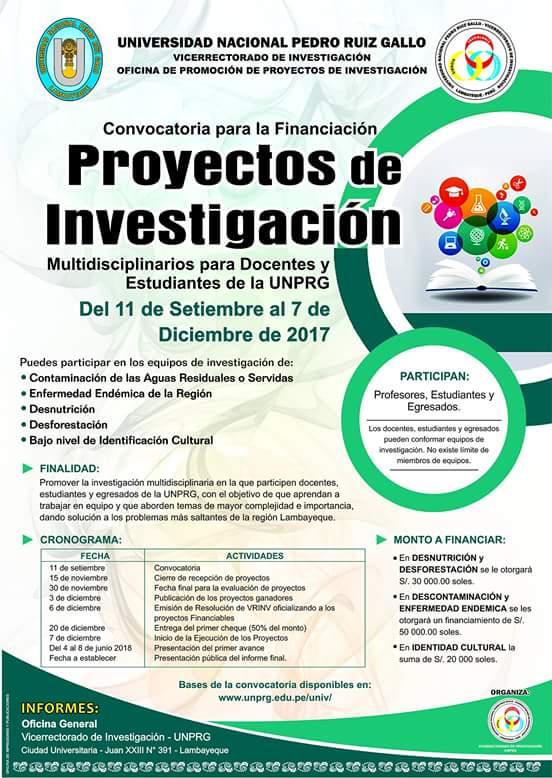 UNIVERSIDAD NACIONAL PEDRO RUIZ GALLO
VICERRECTORADO DE INVESTIGACIÓN
OFICINA DE PROMOCIÓN DE PROYECTOS DE INVESTIGACIÓN
Convocatoria para la Financiación
Proyectos de
Investigación
Multidisciplinarios para Docentes y
Estudiantes de la UNPRG
Del 11 de Setiembre al 7 de
Diciembre de 2017
Puedes participar en los equipos de investigación de:
• Contaminación de las Aguas Residuales o Servidas
• Enfermedad Endémica de la Región
• Desnutrición
• Desforestación
• Bajo nivel de Identificación Cultural
PARTICIPAN:
Profesores, Estudiantes y
Egresados.
Los docentes, estudiantes y egresados
pueden conformar equipos de
investigación. No existe límite de
miembros de equipos.
FINALIDAD:
Promover la investigación multidisciplinaria en la que participen docentes,
estudiantes y egresados de la UNPRG, con el objetivo de que aprendan a
trabajar en equipo y que aborden temas de mayor complejidad e importancia,
dando solución a los problemas más saltantes de la región Lambayeque.
CRONOGRAMA:
FECHA ACTIVIDADES
11 de setiembre Convocatoria
15 de noviembre Cierro de recepción de proyectos
30 de noviembre Fecha final para la evaluación de proyectos
3 de diciembre Publicación de los proyectos ganadores
6 de diciembre Emisión de Resolución de VRINV oficializando a los
proyectos Financiables
20 de diciembre Entrega del primer cheque (50% del monto)
7 de diciembre Inicio de la Ejecución de los Proyectos
Del 4 al 8 de junio 2018 Presentación del primer avance
Fecha a establecer Presentación pública del informe final.
MONTO A FINANCIAR:
• En DESNUTRICIÓN y
DESFORESTACIÓN se le otorgará
S/. 30 000.00 soles.
• En DESCONTAMINACIÓN y
ENFERMEDAD ENDEMICA se les
otorgará un financiamiento de S/.
50 000.00 soles.
• En IDENTIDAD CULTURAL la
suma de S/. 20 000 soles.
Bases de la convocatoria disponibles en:
www.unprg.edu.pe/univ/
INFORMES:
Oficina General
Vicerrectorado de Investigación - UNPRG
Ciudad Universitaria - Juan XXIII N° 391 - Lambayeque
ORGANIZA: